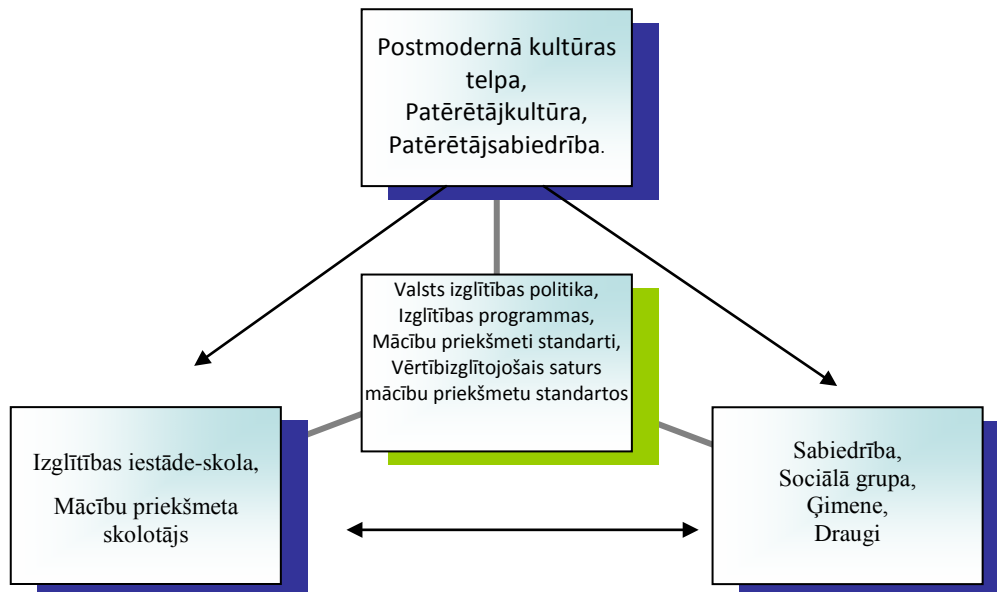 Postmodernā kultūras
telpa,
Patērētājkultūra,
Patērētājsabiedrība.
Valsts izglītības politika,
Izglītības programmas,
Mācību priekšmeti standarti,
Vērtībizglītojošais saturs
mācību priekšmetu standartos
Izglītības iestāde-skola,
Mācību priekšmeta
skolotājs
Sabiedrība,
Sociālā grupa,
Ģimene,
Draugi